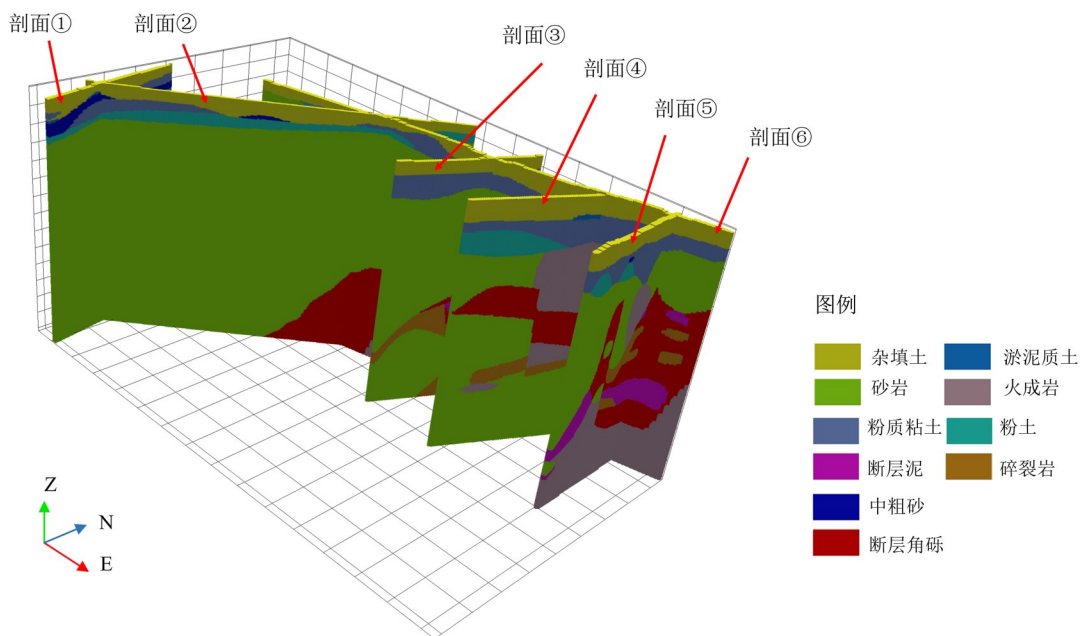 剖面①
剖面②
剖面③
剖面④
剖面⑤
剖面⑥
图例
杂填土
淤泥质土
砂岩
火成岩
粉质粘土
粉土
断层泥
碎裂岩
中粗砂
断层角砾
Z
N
E